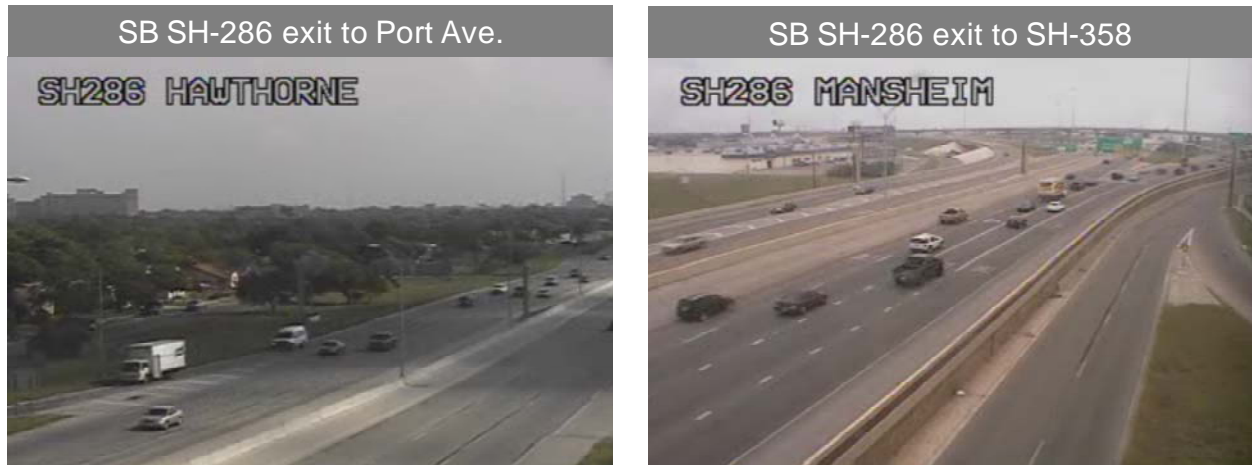 SB SH-286 exit to Port Ave.
SH286 HAWTHORNE
SB SH-286 exit to SH-358
SH286 MANSHEIM